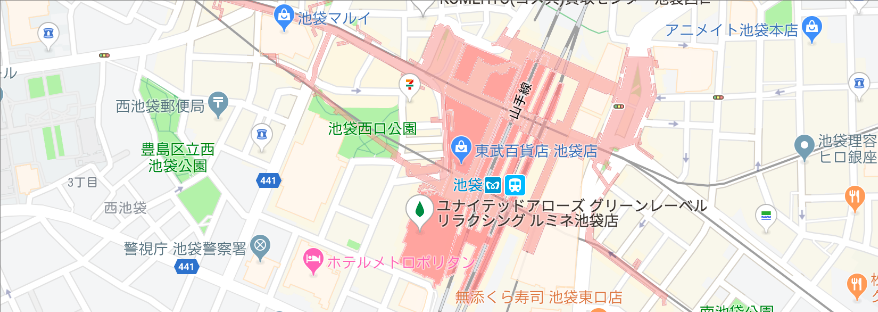 池袋マルイ
アニメイト池袋本店
ール
西池袋郵便局
池袋西口公園
山手線
豊島区立西
池袋公園
東武百貨店 池袋店
池袋理容
ヒロ銀座
3丁目
441
池袋
西池袋
ユナイテッドアローズ グリーンレーベル
リラクシング ルミネ池袋店
警視庁 池袋警察署
441
ホテルメトロポリタン
無添くら寿司 池袋東口店
南池袋公園